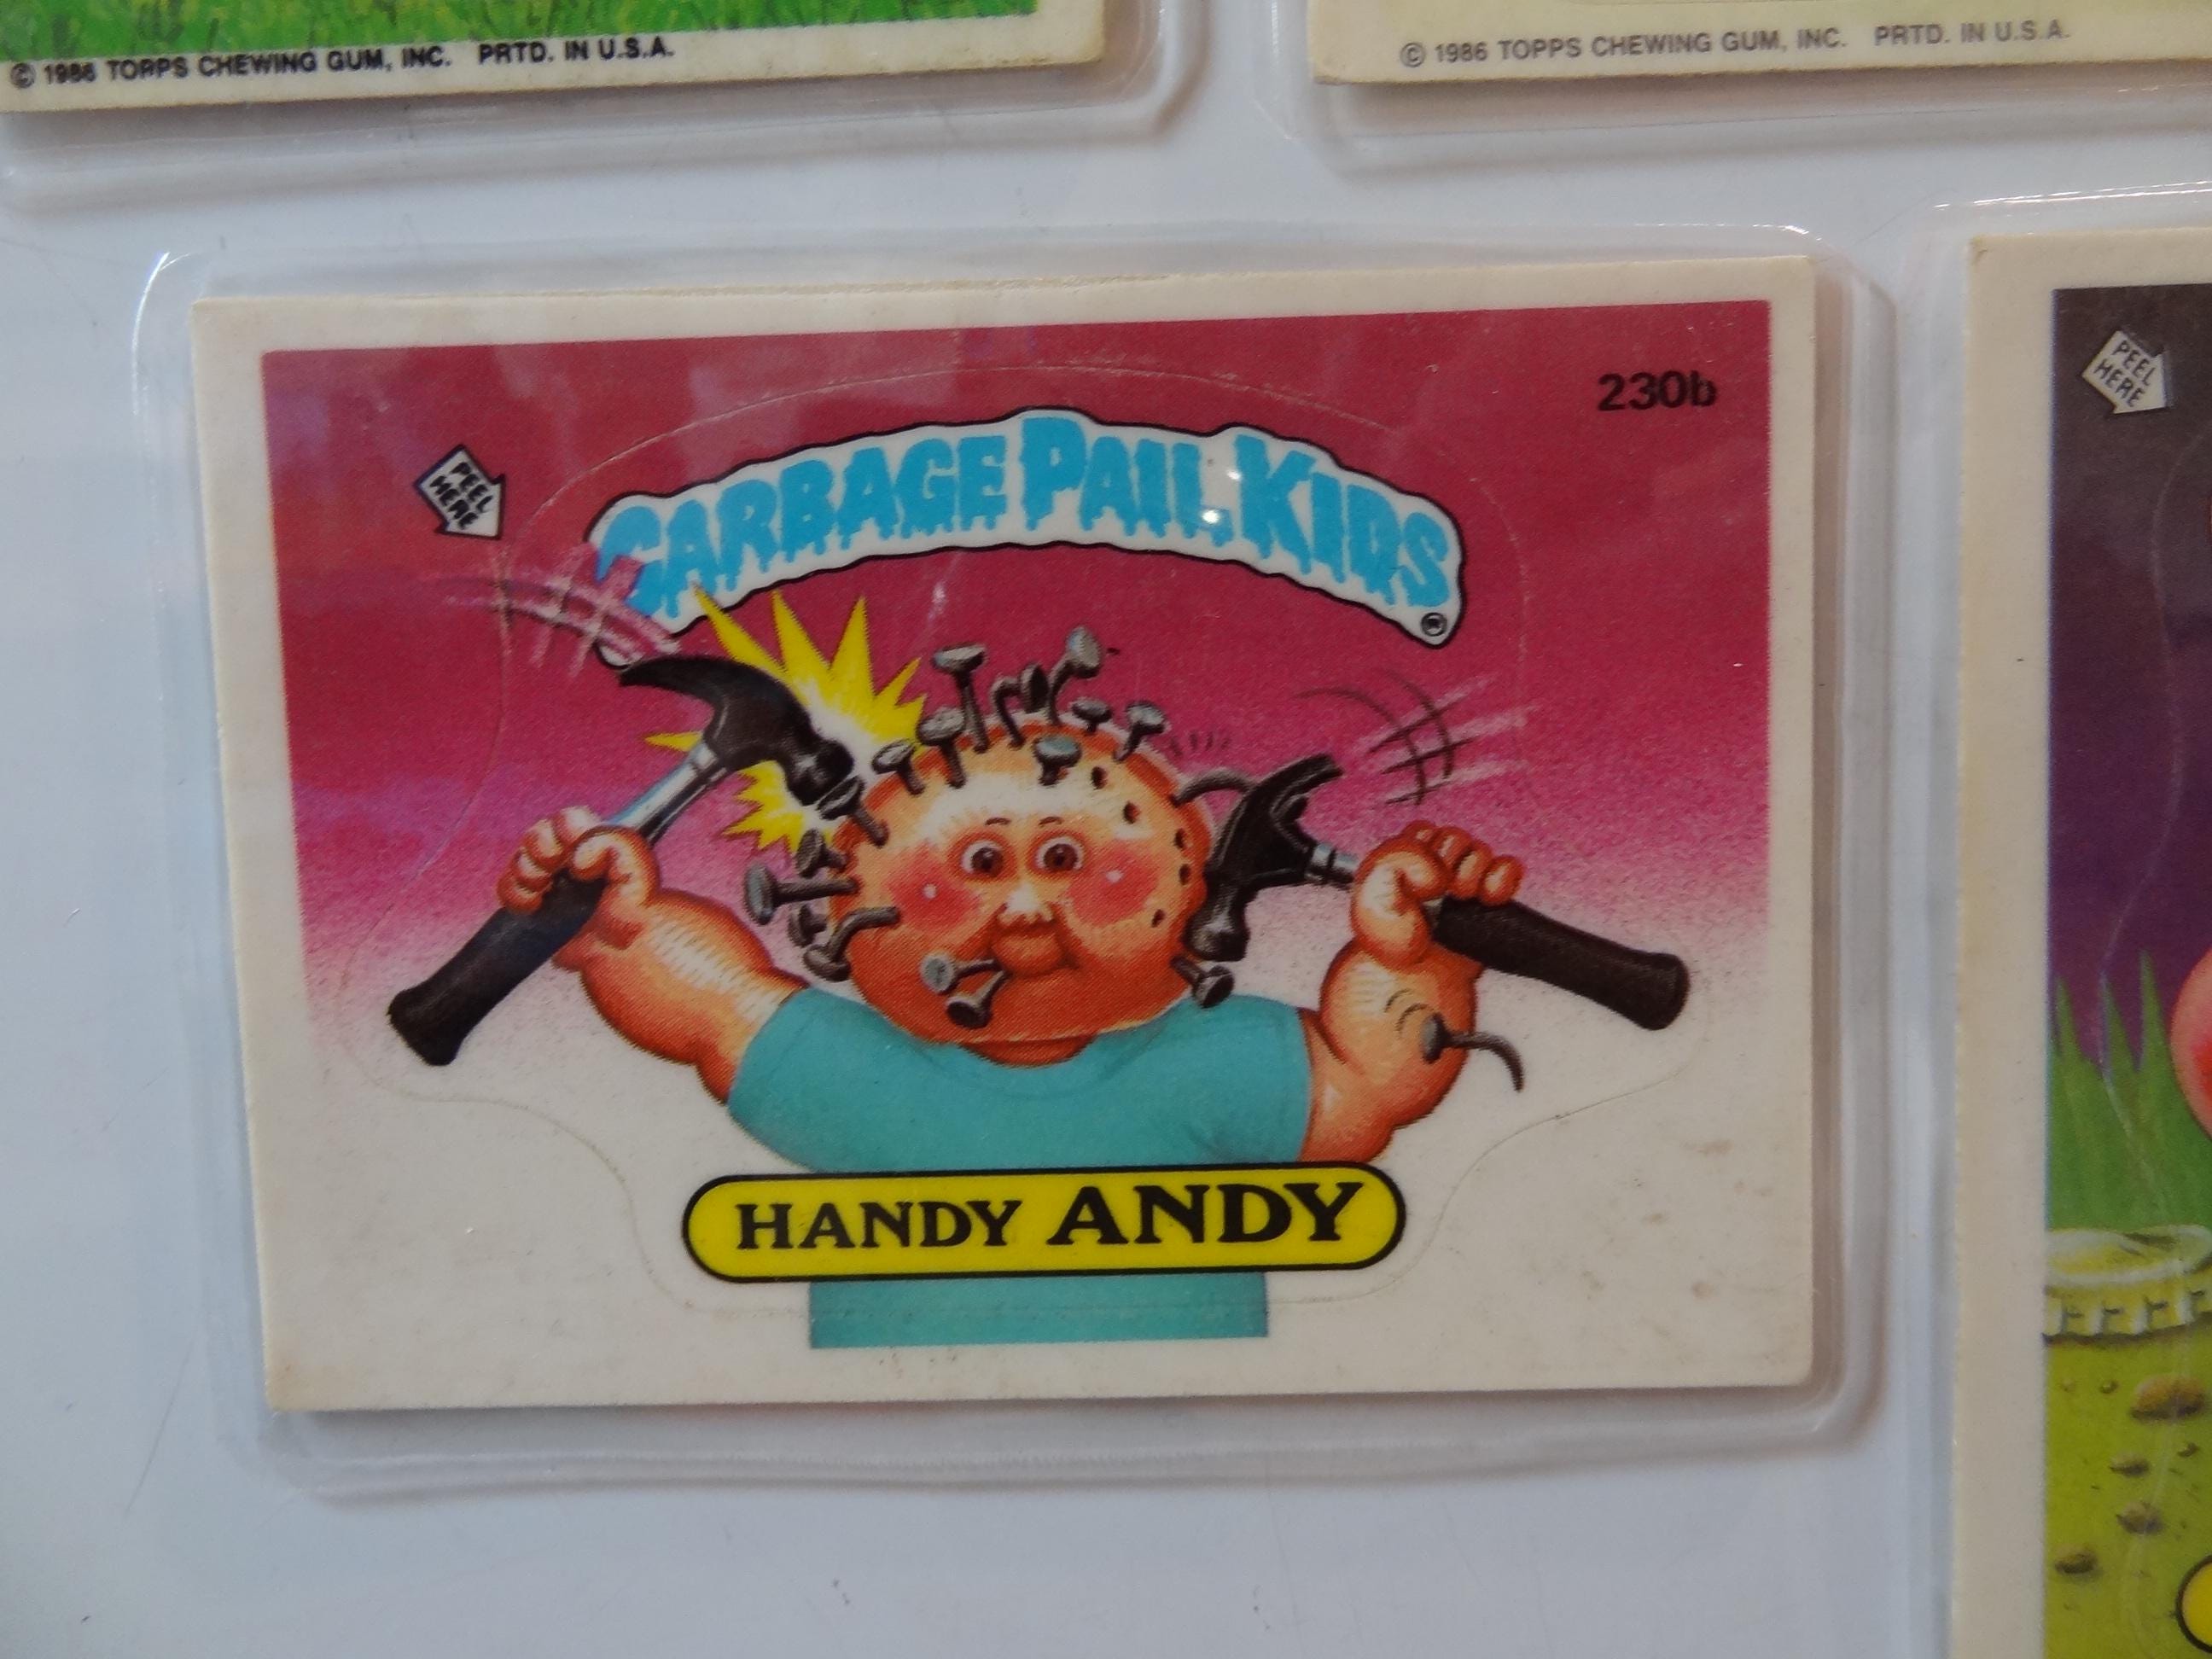 © 1986 TOPPS CHEWING GUM, INC. PRTD. IN U.S.A.
© 1986 TOPPS CHEWING GUM, INC. PRTD. IN U.S.A.
230b
PEEL
HERE
GARBAGE PAIL KIDS
®
HANDY ANDY
PEEL
HERE